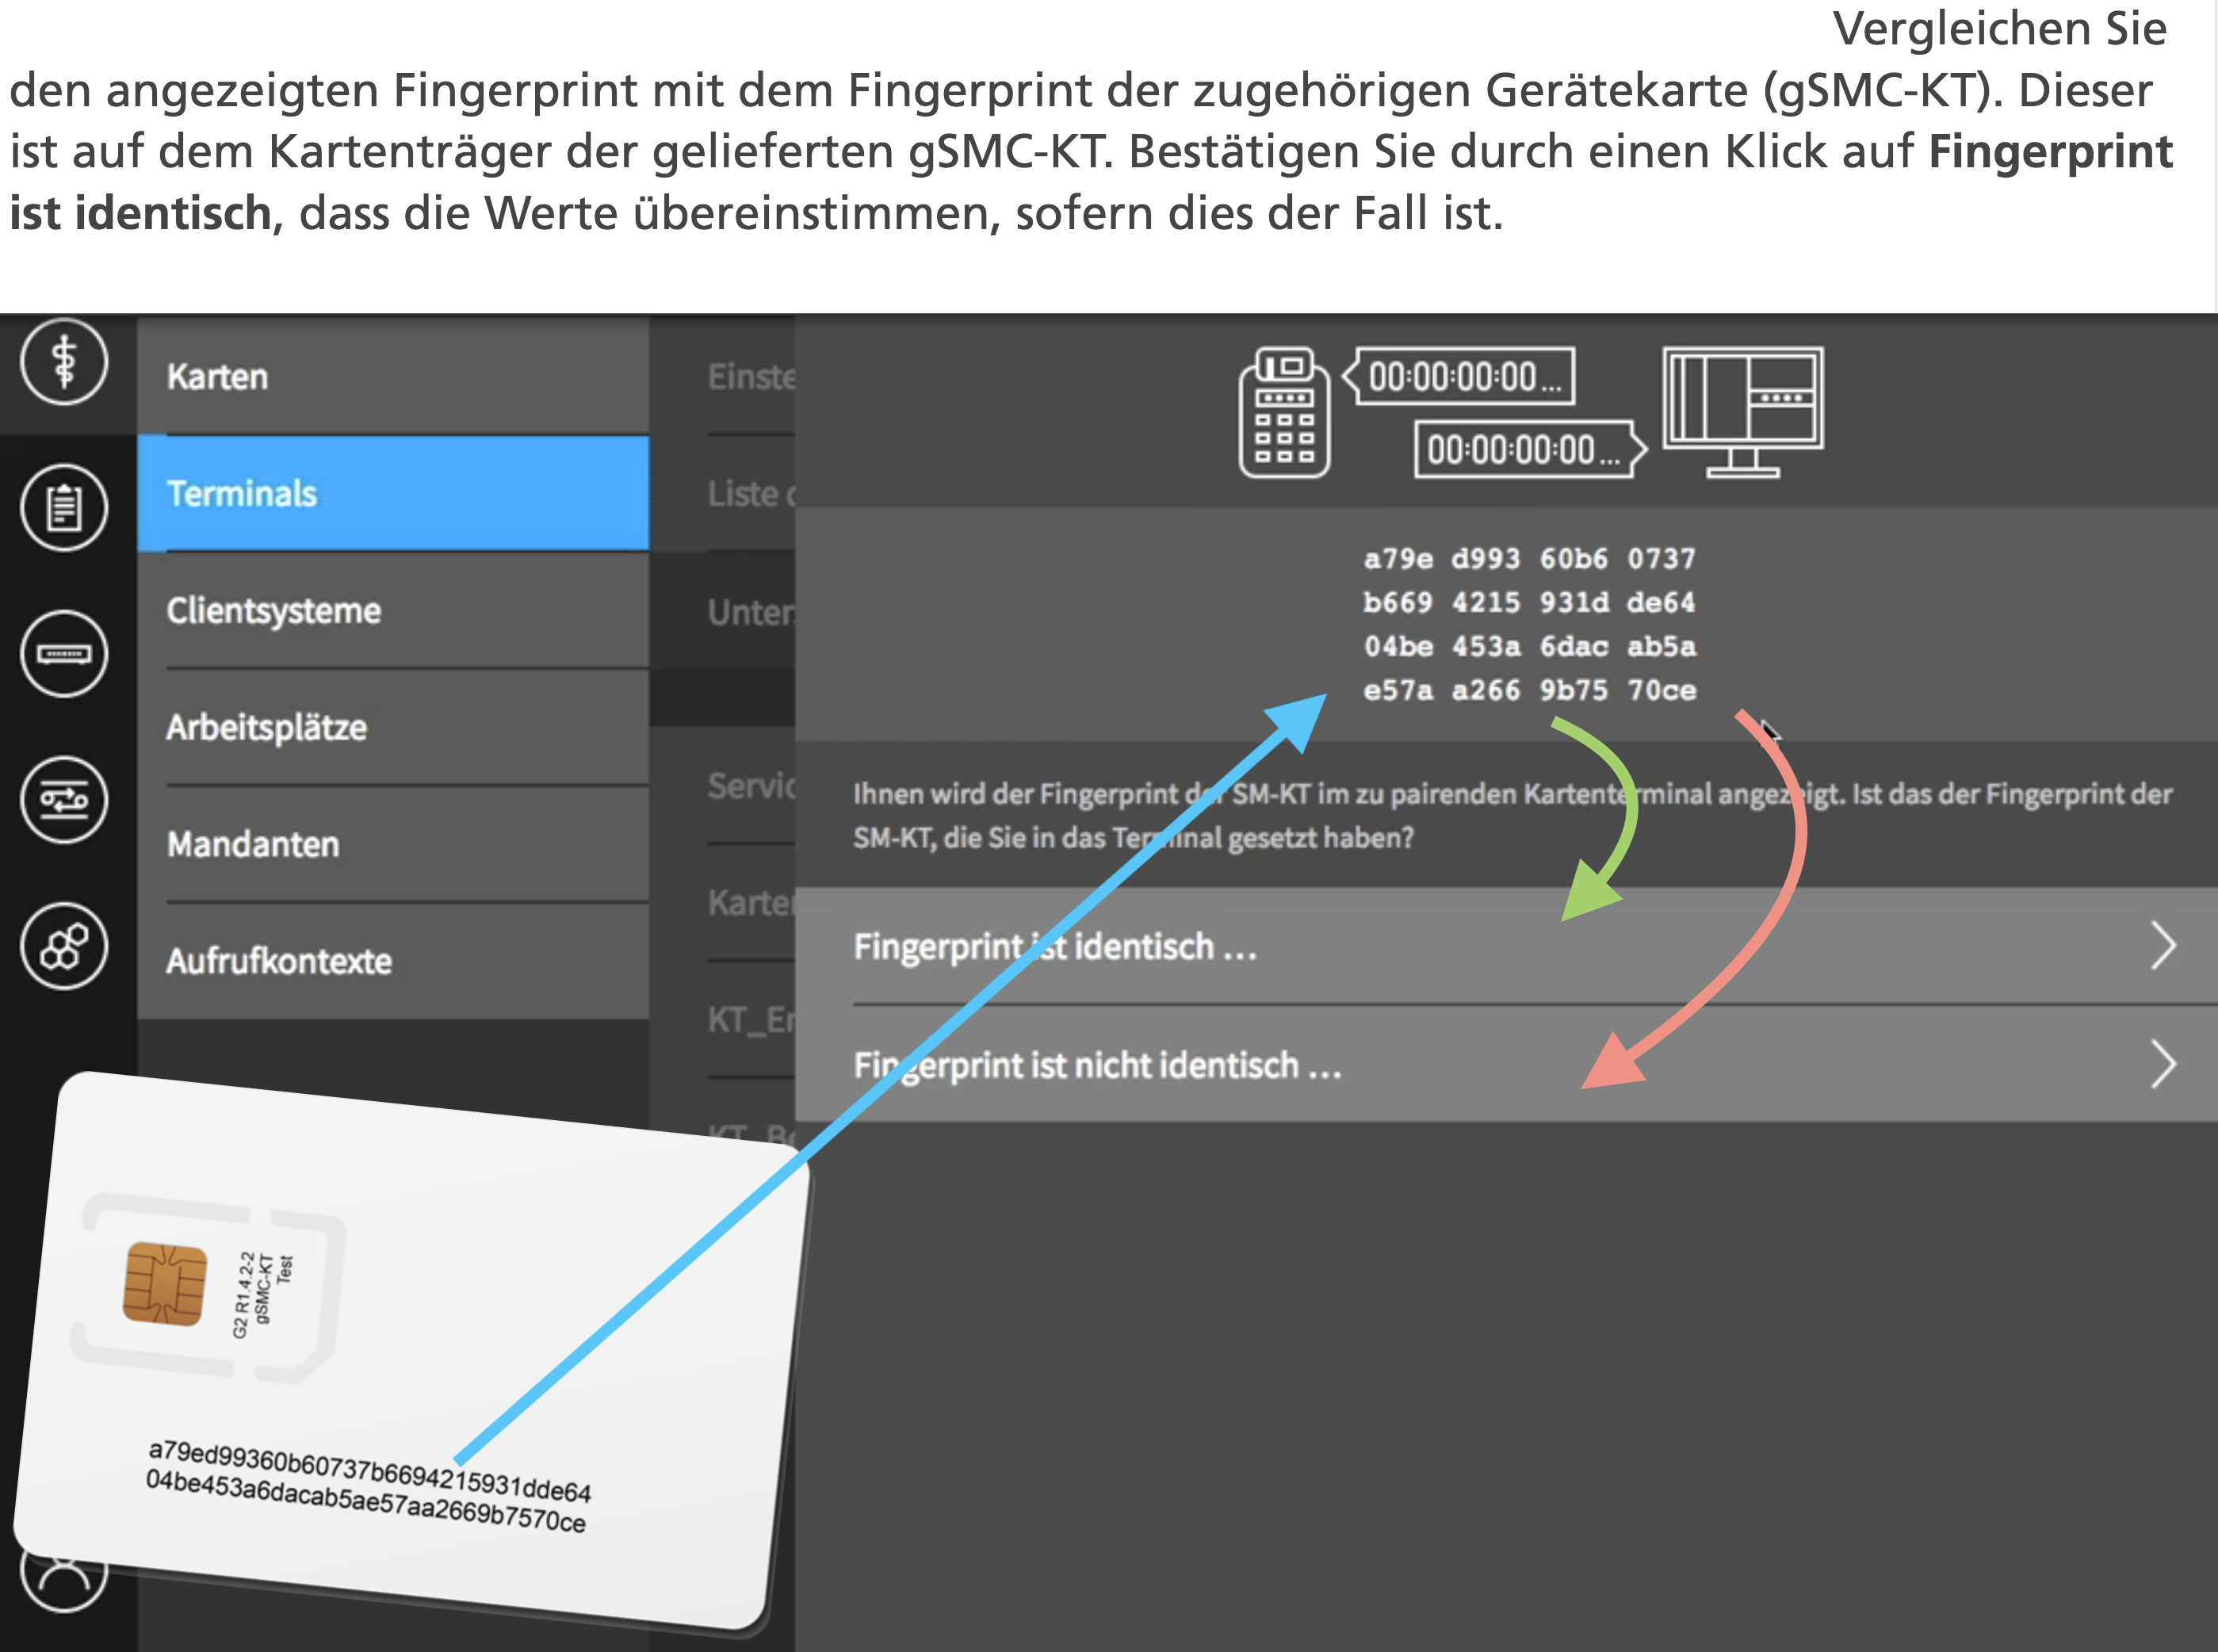 Vergleichen Sie
den angezeigten Fingerprint mit dem Fingerprint der zugehörigen Gerätekarte (gSMC-KT). Dieser
ist auf dem Kartenträger der gelieferten gSMC-KT. Bestätigen Sie durch einen Klick auf Fingerprint
ist identisch, dass die Werte übereinstimmen, sofern dies der Fall ist.
Karten
Terminals
Clientsysteme
Arbeitsplätze
Mandanten
Aufrufkontexte
Einste
Liste
Unter
Servic
Karte
KT_
KT_Be
00:00:00:00...
00:00:00:00...
a79e d993 60b6 0737
b669 4215 931d de64
04be 453a 6dac ab5a
e57a a266 9b75 70ce
Ihnen wird der Fingerprint der SM-KT im zu pairenden Kartenterminal angezeigt. Ist das der Fingerprint der
SM-KT, die Sie in das Terminal gesetzt haben?
Fingerprint ist identisch ...
Fingerprint ist nicht identisch ...
G2 R1.4.2-2
gSMC-KT
Test
a79ed99360b60737b6694215931dde64
04be453a6dacab5ae57aa2669b7570ce